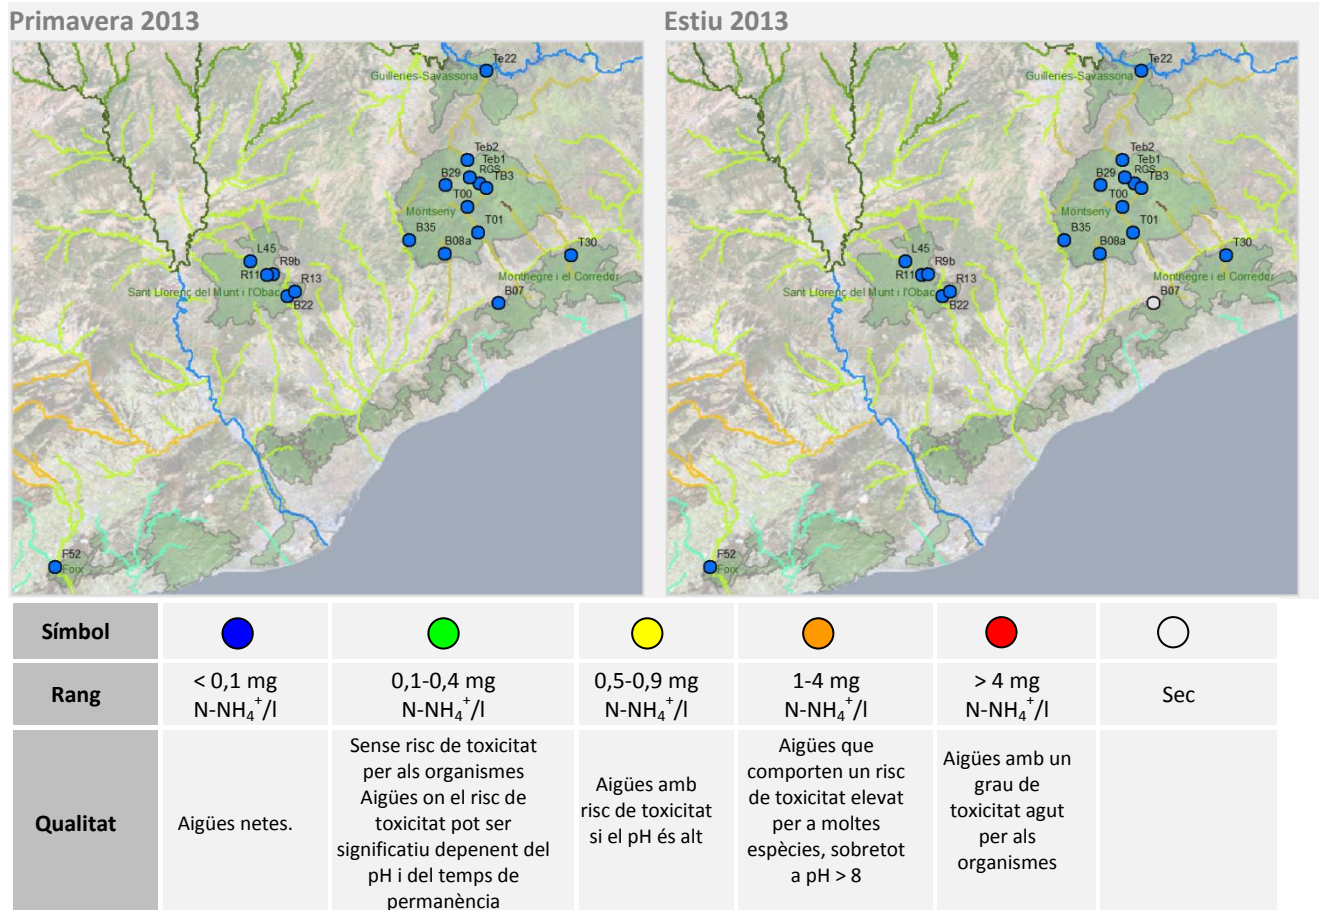 Primavera 2013
Estiu 2013
Te22
Guilleries-Savassona
Teb2
Teb1
B29
RGS
TB3
T00
Montseny
T01
B35
B08a
T30
L45
R9b
R11
Montnegre i el Corredor
R13
Sant Llorenç del Munt i l'Obac
B22
B07
F52
Foix
Te22
Guilleries-Savassona
Teb2
Teb1
B29
RGS
TB3
T00
Montseny
T01
B35
B08a
T30
L45
R9b
R11
Montnegre i el Corredor
R13
Sant Llorenç del Munt i l'Obac
B22
B07
F52
Foix
Símbol
Rang
< 0,1 mg
N-NH₄⁺/l
0,1-0,4 mg
N-NH₄⁺/l
0,5-0,9 mg
N-NH₄⁺/l
1-4 mg
N-NH₄⁺/l
> 4 mg
N-NH₄⁺/l
Sec
Qualitat
Aigües netes.
Sense risc de toxicitat
per als organismes
Aigües on el risc de
toxicitat pot ser
significatiu depenent del
pH i del temps de
permanència
Aigües amb
risc de toxicitat
si el pH és alt
Aigües que
comporten un risc
de toxicitat elevat
per a moltes
espècies, sobretot
a pH > 8
Aigües amb un
grau de
toxicitat agut
per als
organismes